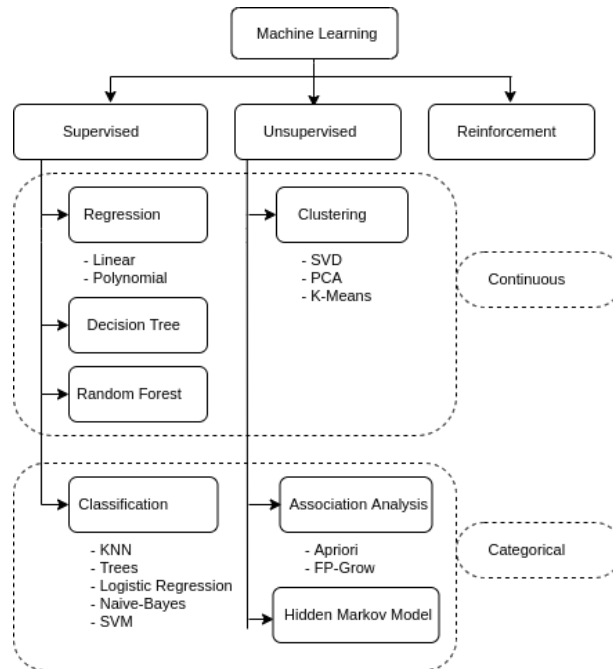 Machine Learning
Supervised
Unsupervised
Reinforcement
Regression
- Linear
- Polynomial
Clustering
- SVD
- PCA
- K-Means
Continuous
Decision Tree
Random Forest
Classification
- KNN
- Trees
- Logistic Regression
- Naive-Bayes
- SVM
Association Analysis
- Apriori
- FP-Grow
Categorical
Hidden Markov Model